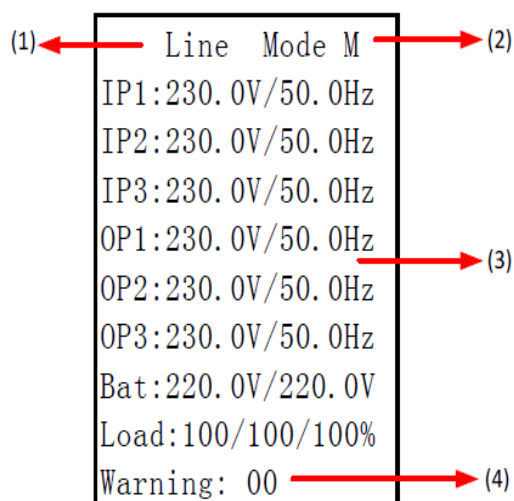 (1) Line Mode M (2)
IP1:230.0V/50.0Hz
IP2:230.0V/50.0Hz
IP3:230.0V/50.0Hz
OP1:230.0V/50.0Hz
(3)
OP2:230.0V/50.0Hz
OP3:230.0V/50.0Hz
Bat:220.0V/220.0V
Load:100/100/100%
Warning: 00 (4)